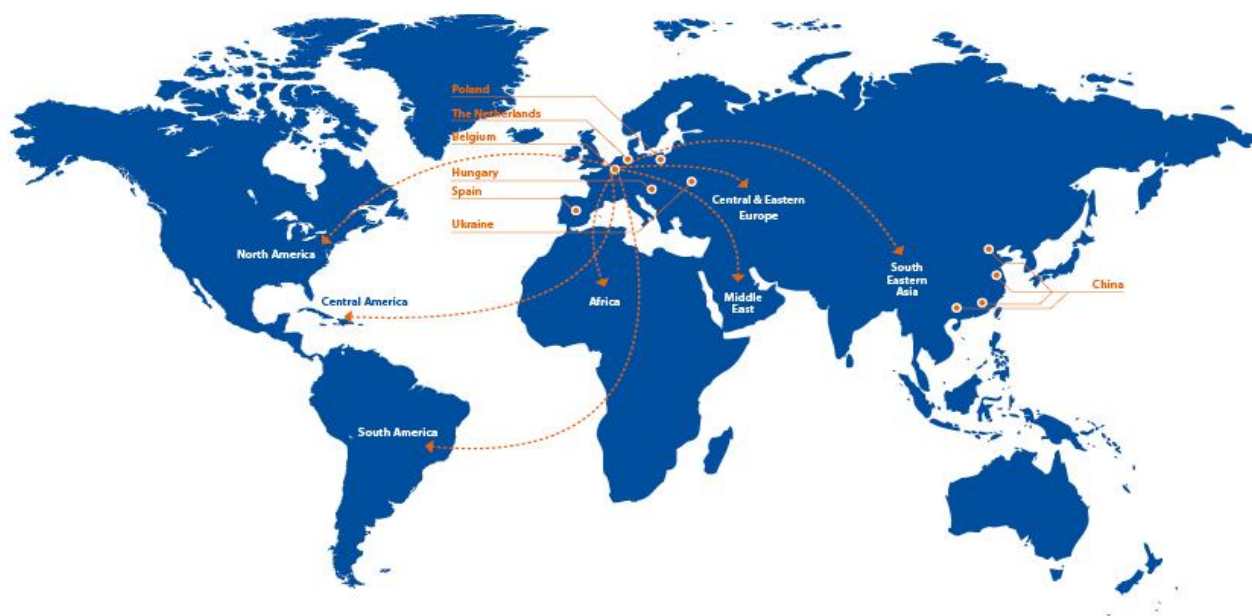 Poland
The Netherlands
Belgium
Hungary
Spain
Ukraine
Central & Eastern
Europe
North America
Central America
Africa
Middle
East
South
Eastern
Asia
China
South America